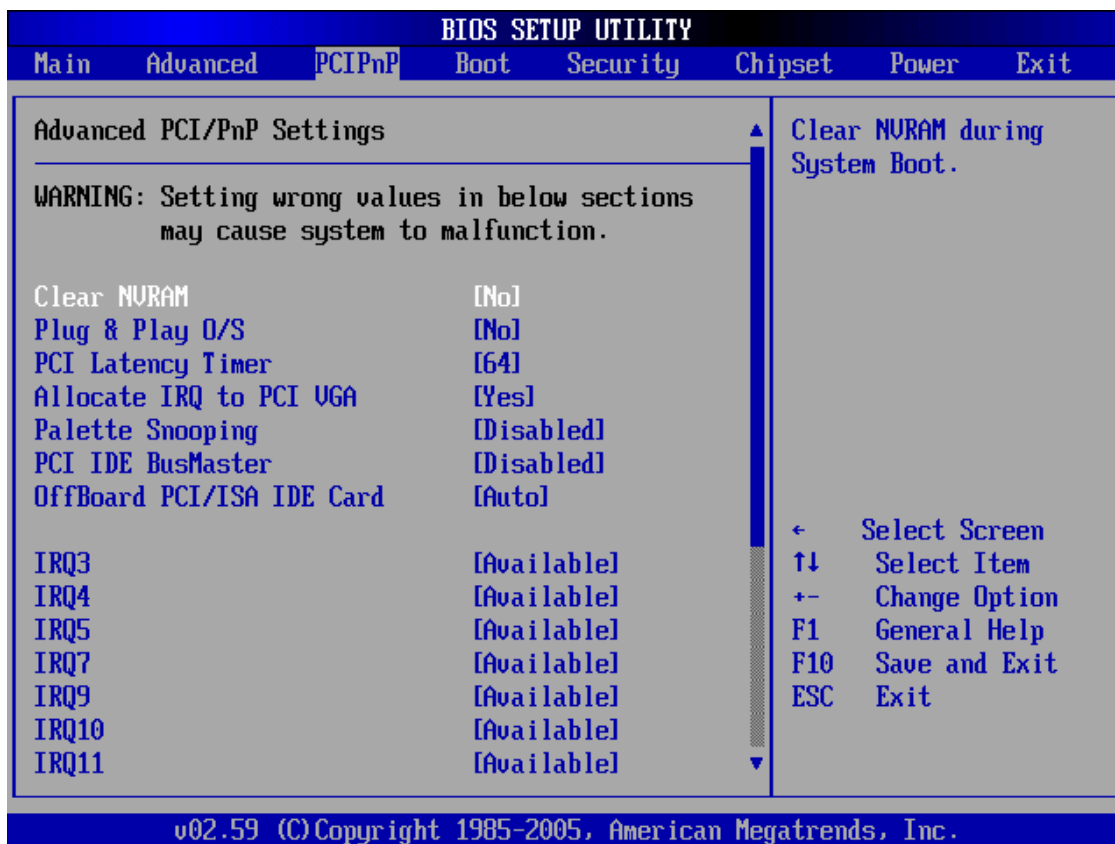 BIOS SETUP UTILITY
Main Advanced PCIPnP Boot Security Chipset Power Exit
Advanced PCI/PnP Settings
WARNING: Setting wrong values in below sections
may cause system to malfunction.
Clear NVRAM [No]
Plug & Play O/S [No]
PCI Latency Timer [64]
Allocate IRQ to PCI VGA [Yes]
Palette Snooping [Disabled]
PCI IDE BusMaster [Disabled]
OffBoard PCI/ISA IDE Card [Auto]
IRQ3 [Available]
IRQ4 [Available]
IRQ5 [Available]
IRQ7 [Available]
IRQ9 [Available]
IRQ10 [Available]
IRQ11 [Available]
Clear NVRAM during
System Boot.
← Select Screen
↑↓ Select Item
+- Change Option
F1 General Help
F10 Save and Exit
ESC Exit
v02.59 (C)Copyright 1985-2005, American Megatrends, Inc.